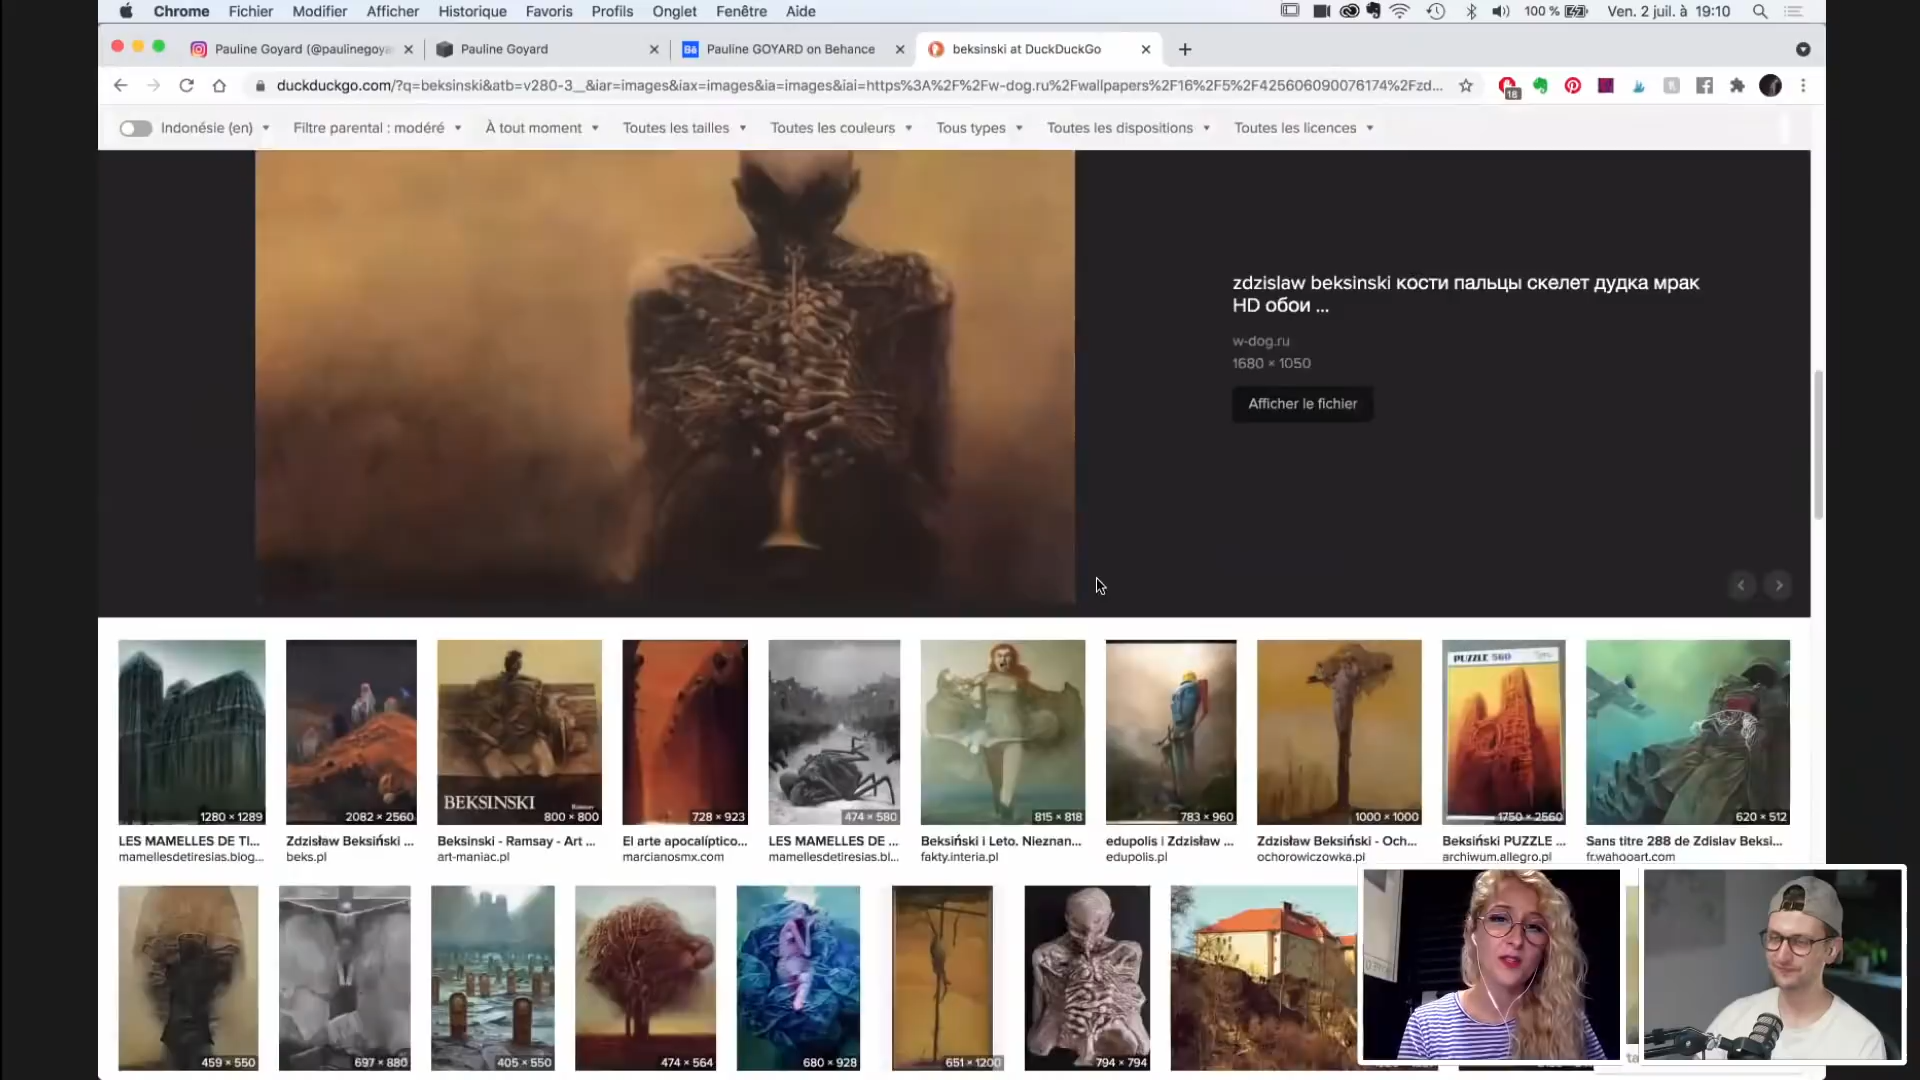 Chrome Fichier Modifier Afficher Historique Favoris Profils Onglet Fenêtre Aide 100 % Ven. 2 juil. à 19:10
Pauline Goyard (@paulinegoya Pauline Goyard Pauline GOYARD on Behance beksinski at DuckDuckGo
duckduckgo.com/?q=beksinski&atb=v280-3__&iar=images&iax=images&ia=images&iai=https%3A%2F%2Fw-dog.ru%2Fwallpapers%2F16%2F5%2F425606090076174%2Fzd... 18
Indonésie (en) Filtre parental : modéré À tout moment Toutes les tailles Toutes les couleurs Tous types Toutes les dispositions Toutes les licences
zdzislaw beksinski кости пальцы скелет дудка мрак
HD обои ...
w-dog.ru
1680 × 1050
Afficher le fichier
PUZZLE 560
BEKSINSKI
1280 × 1289 2082 × 2560 800 × 800 728 × 923 474 × 580 815 × 818 783 × 960 1000 × 1000 1750 × 2560 620 × 512
LES MAMELLES DE TI... Zdzisław Beksiński ... Beksinski - Ramsay - Art ... El arte apocalíptico... LES MAMELLES DE ... Beksiński i Leto. Nieznan... edupolis i Zdzisław ... Zdzisław Beksiński - Och... Beksiński PUZZLE ... Sans titre 288 de Zdislav Beksi...
mamellesdetiresias.blog... beks.pl art-maniac.pl marcianosmx.com mamellesdetiresias.bl... fakty.interia.pl edupolis.pl ochorowiczowka.pl archiwum.allegro.pl fr.wahooart.com
459 × 550 697 × 880 405 × 550 474 × 564 680 × 928 651 × 1200 794 × 794